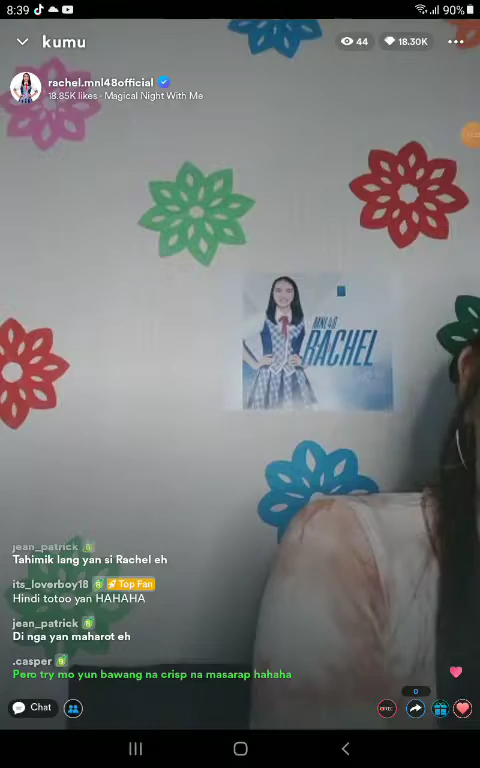 8:39
90%
kumu
44
18.30K
rachel.mnl48official
18.85K likes · Magical Night With Me
MNL48
RACHEL
jean_patrick
Tahimik lang yan si Rachel eh
its_loverboy18 Top Fan
Hindi totoo yan HAHAHA
jean_patrick
Di nga yan maharot eh
.casper
Pero try mo yun bawang na crisp na masarap hahaha
Chat
0